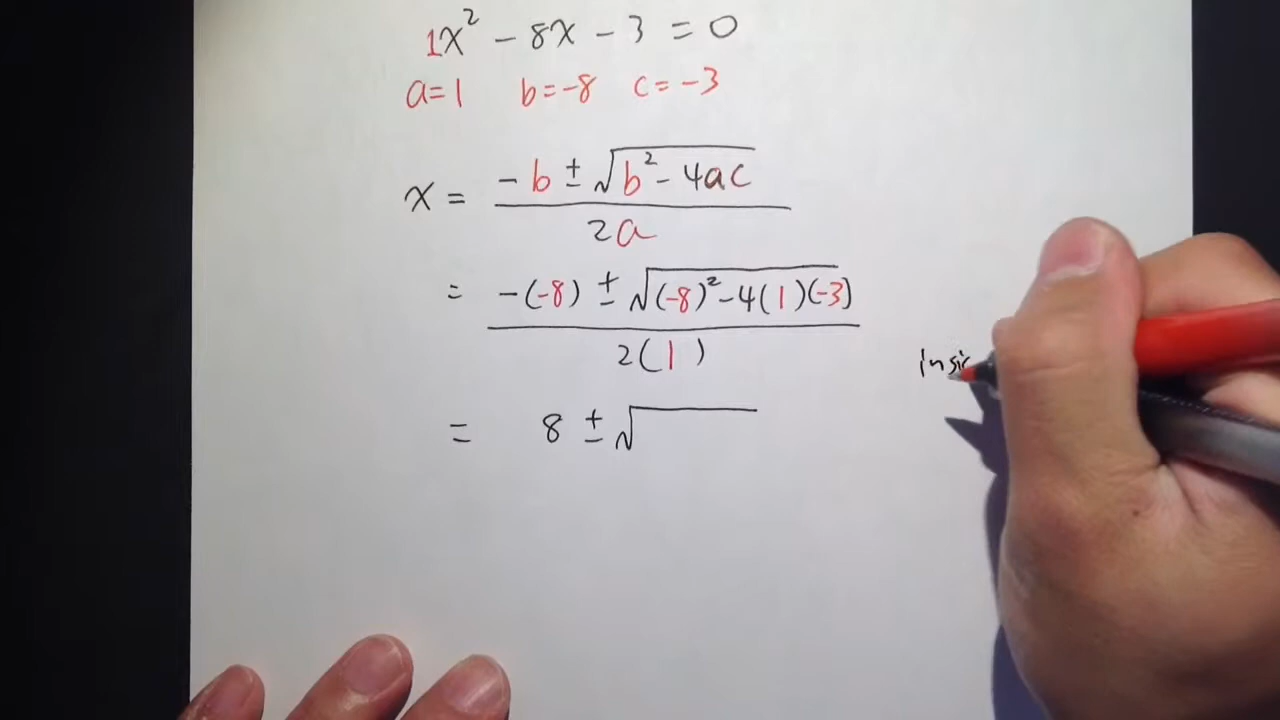 1x² - 8x - 3 = 0
a=1 b=-8 c=-3
x = -b ± √b² - 4ac
2a
= -(-8) ± √(-8)² - 4(1)(-3)
2(1)
insi
= 8 ± √